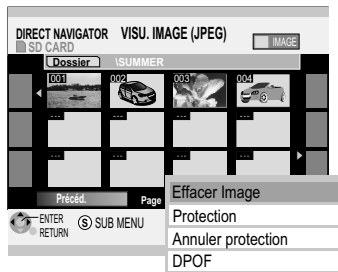 DIRECT NAVIGATOR VISU. IMAGE (JPEG)
SD CARD
IMAGE
Dossier \SUMMER
001 002 003 004
--- --- --- ---
--- --- --- ---
Précéd. Page
Effacer Image
Protection
Annuler protection
DPOF
ENTER
RETURN
S SUB MENU